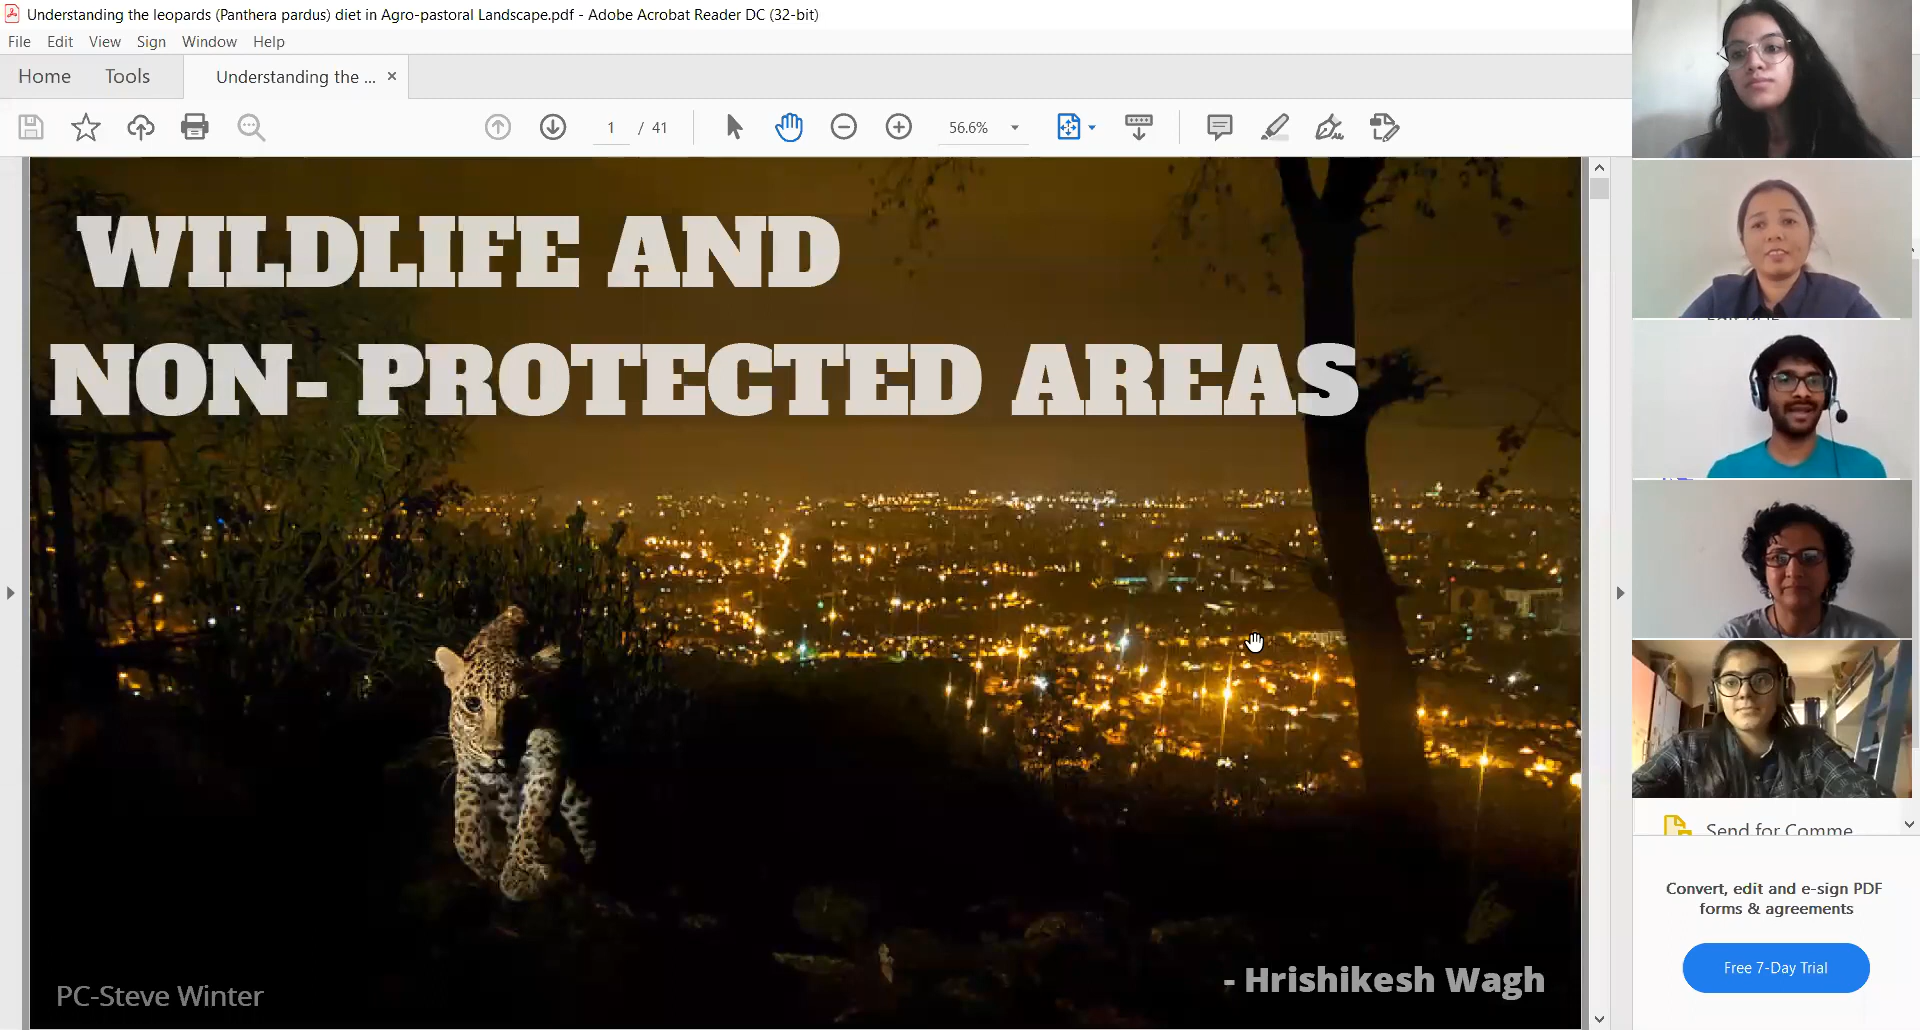 Understanding the leopards (Panthera pardus) diet in Agro-pastoral Landscape.pdf - Adobe Acrobat Reader DC (32-bit)
File Edit View Sign Window Help
Home Tools Understanding the ... ×
1 / 41 56.6%
WILDLIFE AND
NON- PROTECTED AREAS
PC-Steve Winter
- Hrishikesh Wagh
Send for Comme
Convert, edit and e-sign PDF
forms & agreements
Free 7-Day Trial